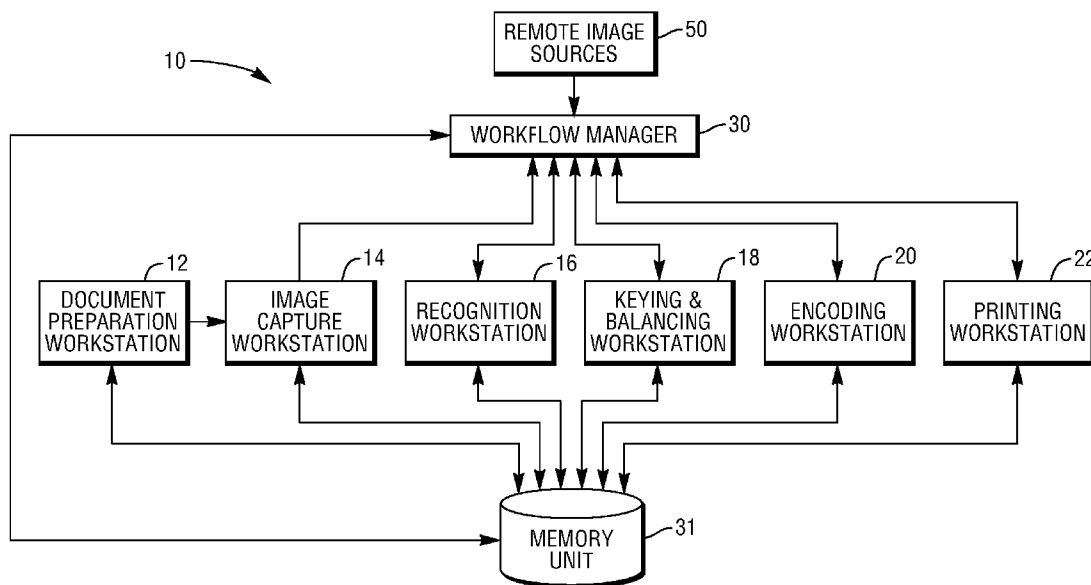 REMOTE IMAGE
SOURCES
50
10
WORKFLOW MANAGER
30
12
14
16
18
20
22
DOCUMENT
PREPARATION
WORKSTATION
IMAGE
CAPTURE
WORKSTATION
RECOGNITION
WORKSTATION
KEYING &
BALANCING
WORKSTATION
ENCODING
WORKSTATION
PRINTING
WORKSTATION
MEMORY
UNIT
31